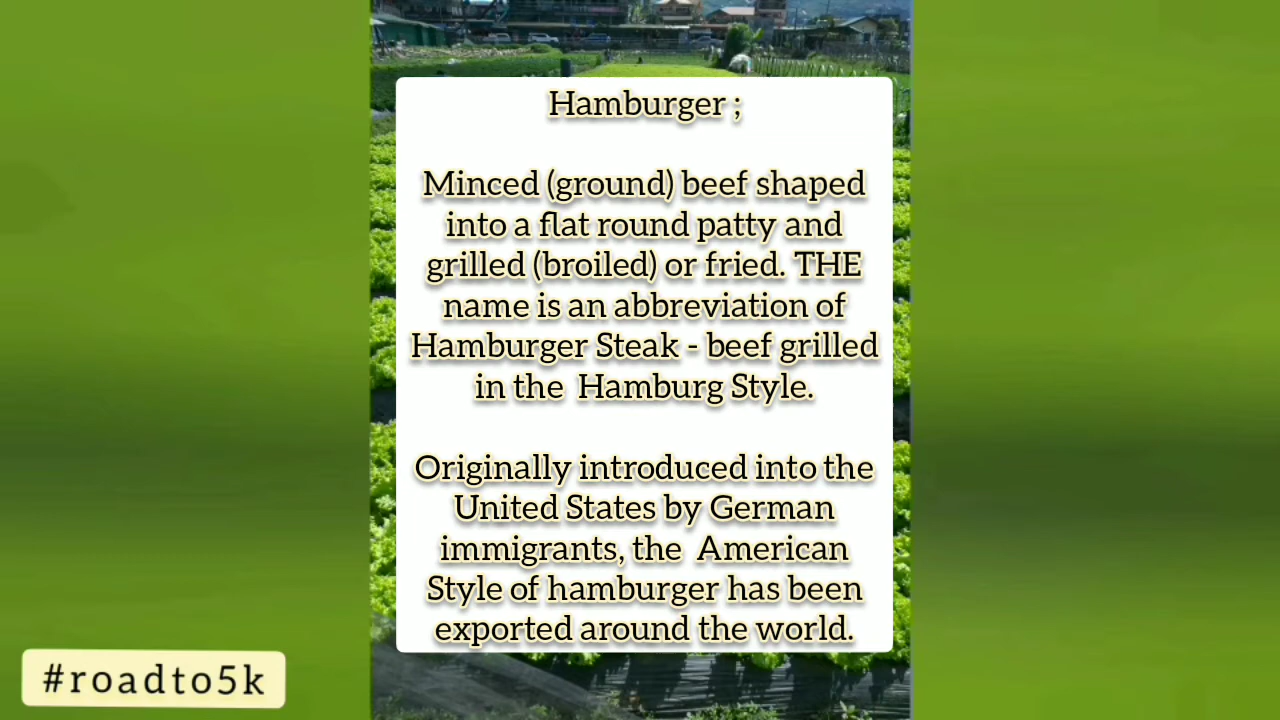 Hamburger ;
Minced (ground) beef shaped
into a flat round patty and
grilled (broiled) or fried. THE
name is an abbreviation of
Hamburger Steak - beef grilled
in the Hamburg Style.
Originally introduced into the
United States by German
immigrants, the American
Style of hamburger has been
exported around the world.
#roadto5k